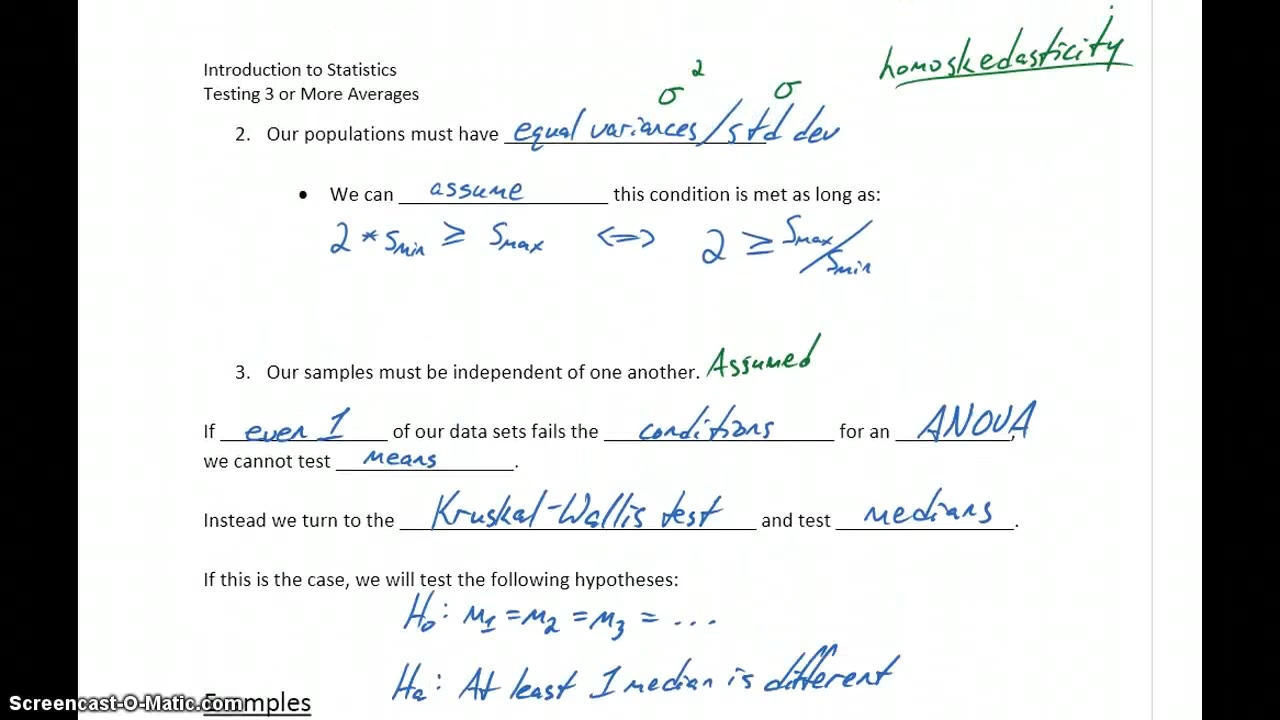 homoskedasticity
Introduction to Statistics
Testing 3 or More Averages
σ² σ
2. Our populations must have equal variances/std dev
• We can assume this condition is met as long as:
2 * Smin ≥ Smax <=> 2 ≥ Smax/Smin
3. Our samples must be independent of one another. Assumed
If even 1 of our data sets fails the conditions for an ANOVA,
we cannot test means.
Instead we turn to the Kruskal-Wallis test and test medians.
If this is the case, we will test the following hypotheses:
H₀: M₁ = M₂ = M₃ = ...
Ha: At least 1 median is different
Examples
Screencast-O-Matic.com